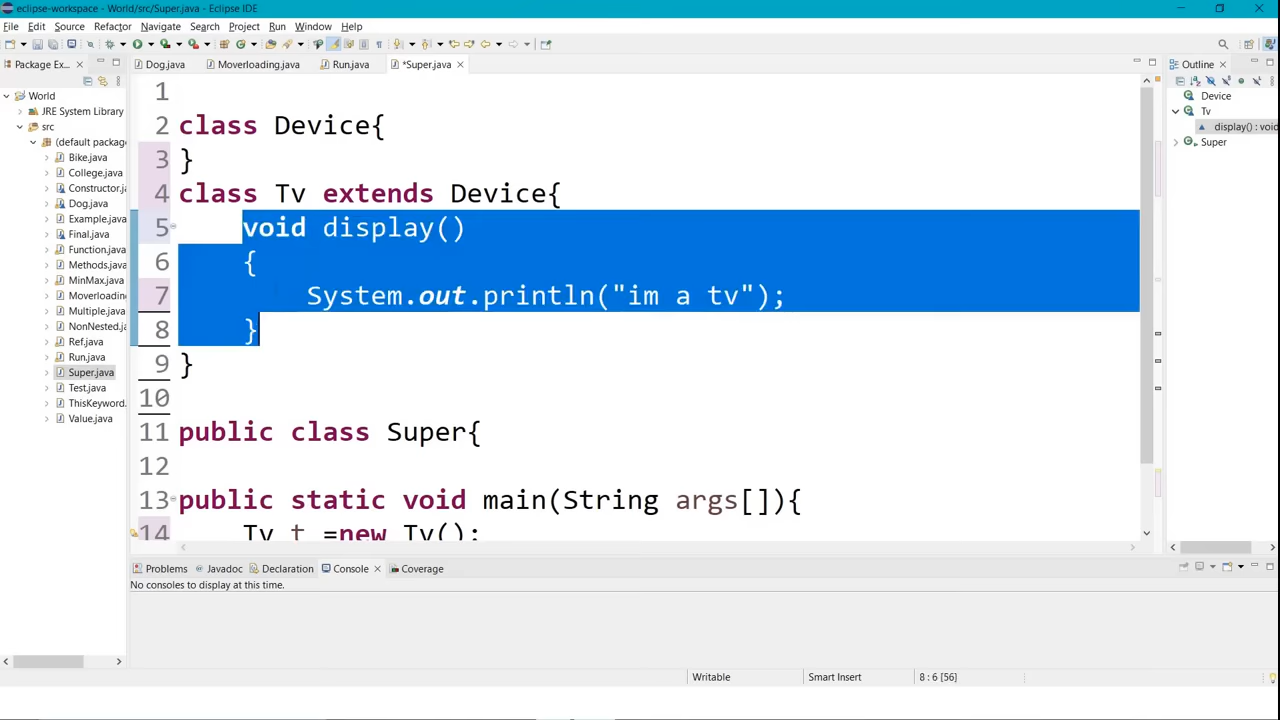 eclipse-workspace - World/src/Super.java - Eclipse IDE
File Edit Source Refactor Navigate Search Project Run Window Help
Package Ex... Dog.java Moverloading.java Run.java *Super.java Outline
World
JRE System Library
src
(default package
Bike.java
College.java
Constructor.j
Dog.java
Example.java
Final.java
Function.java
Methods.java
MinMax.java
Moverloading
Multiple.java
NonNested.j
Ref.java
Run.java
Super.java
Test.java
ThisKeyword.
Value.java
1
2 class Device{
3 }
4 class Tv extends Device{
5 void display()
6 {
7 System.out.println("im a tv");
8 }
9 }
10
11 public class Super{
12
13 public static void main(String args[]){
14 Tv t =new Tv();
Device
Tv
display() : void
Super
Problems Javadoc Declaration Console Coverage
No consoles to display at this time.
Writable Smart Insert 8 : 6 [56]